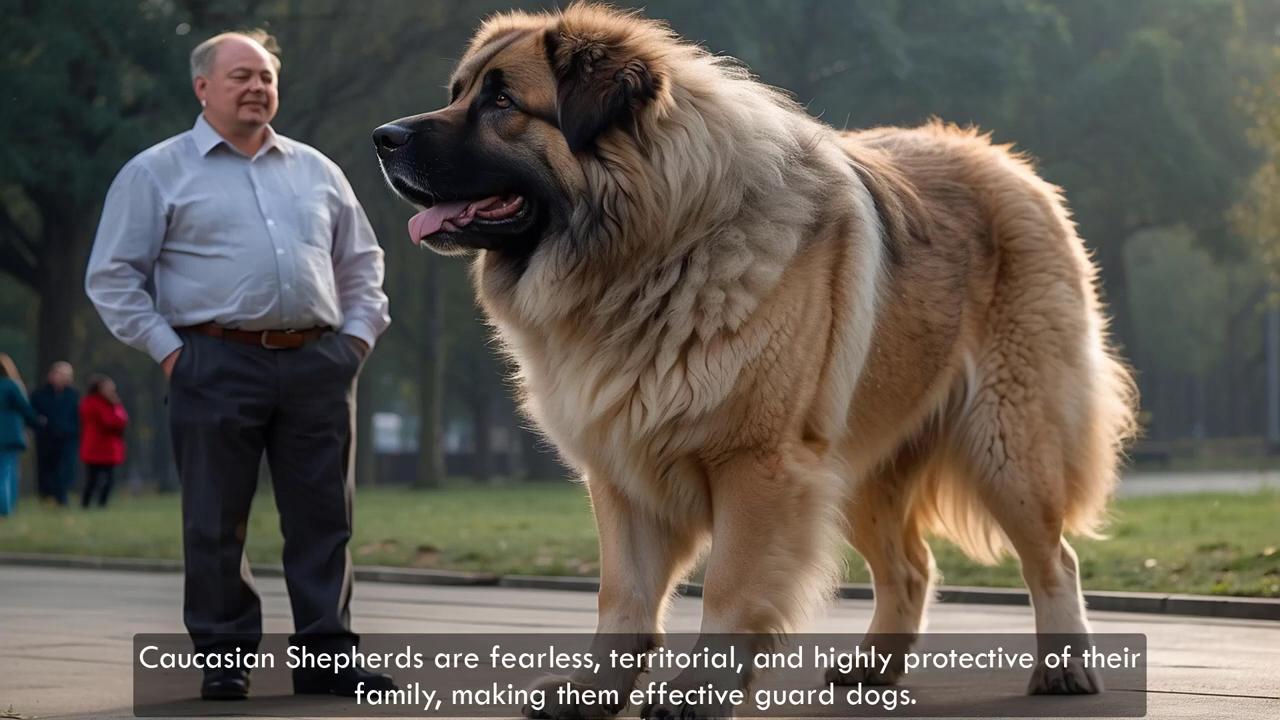 Caucasian Shepherds are fearless, territorial, and highly protective of their
family, making them effective guard dogs.